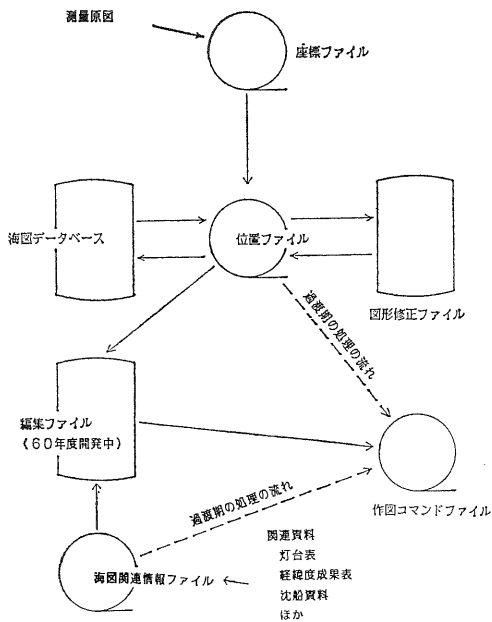 測量原図
座標ファイル
海図データベース
位置ファイル
図形修正ファイル
過渡期の処理の流れ
編集ファイル
（６０年度開発中）
作図コマンドファイル
過渡期の処理の流れ
関連資料
灯台表
海図関連情報ファイル
経緯度成果表
沈船資料
ほか